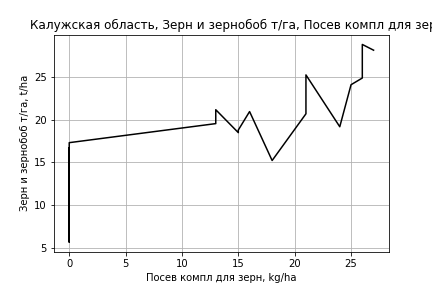 Калужская область, Зерн и зернобоб т/га, Посев компл для зер
25
20
15
10
5
Зерн и зернобоб т/га, t/ha
0 5 10 15 20 25
Посев компл для зерн, kg/ha